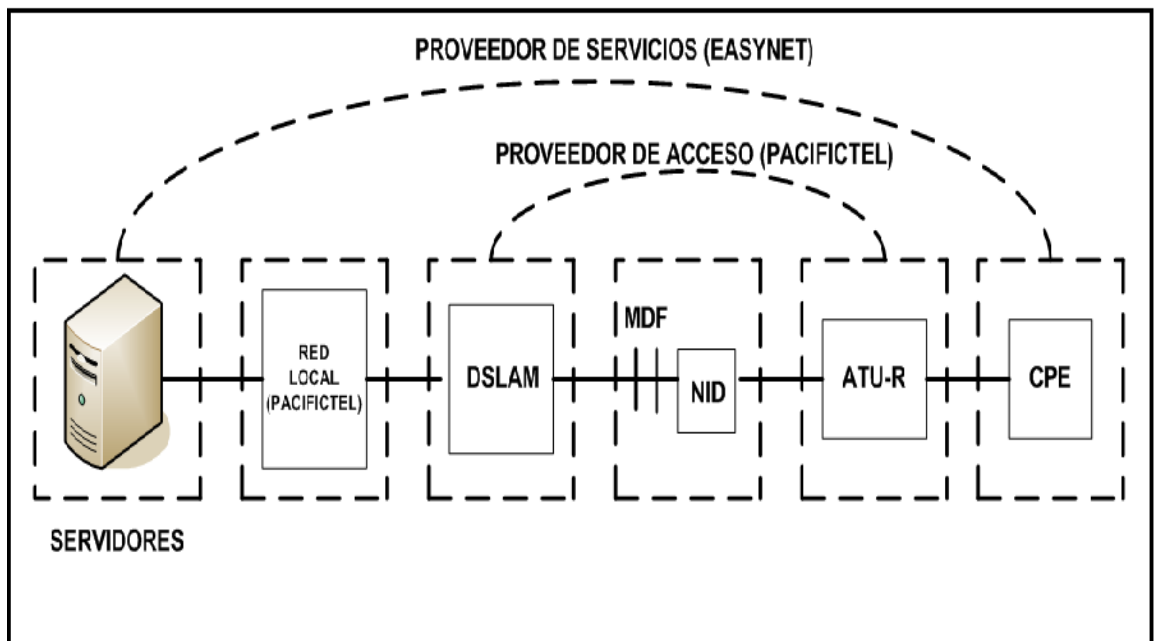 PROVEEDOR DE SERVICIOS (EASYNET)
PROVEEDOR DE ACCESO (PACIFICTEL)
RED
LOCAL
(PACIFICTEL)
DSLAM
MDF
NID
ATU-R
CPE
SERVIDORES